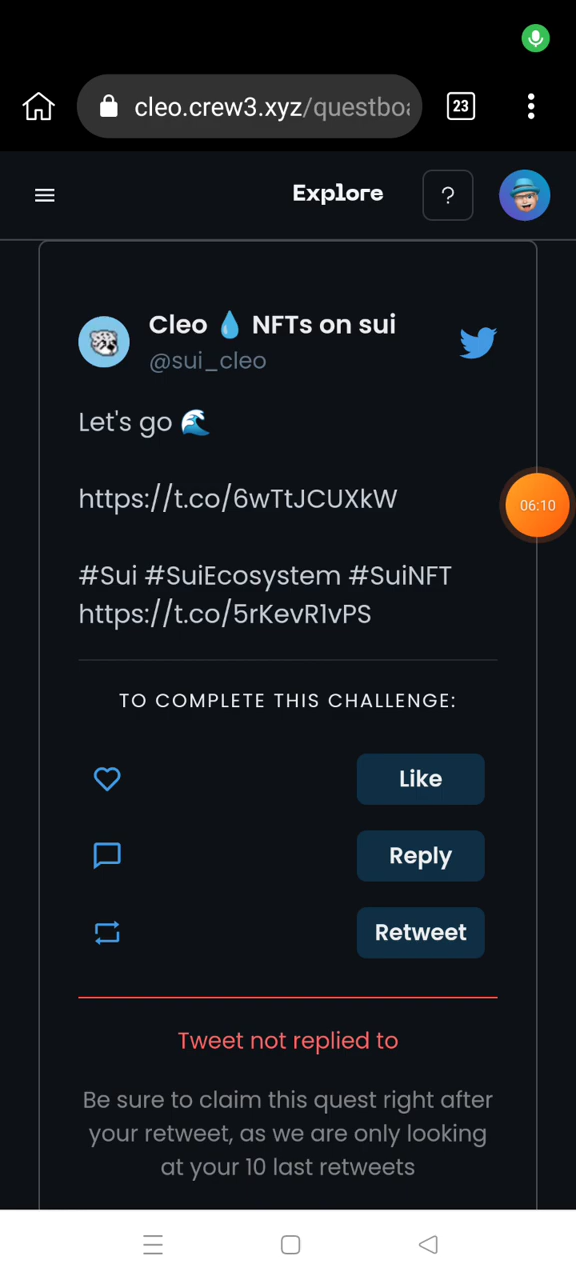 cleo.crew3.xyz/questboa
23
Explore
?
Cleo 💧 NFTs on sui
@sui_cleo
Let's go 🌊
https://t.co/6wTtJCUXkW
06:10
#Sui #SuiEcosystem #SuiNFT
https://t.co/5rKevR1vPS
TO COMPLETE THIS CHALLENGE:
Like
Reply
Retweet
Tweet not replied to
Be sure to claim this quest right after
your retweet, as we are only looking
at your 10 last retweets